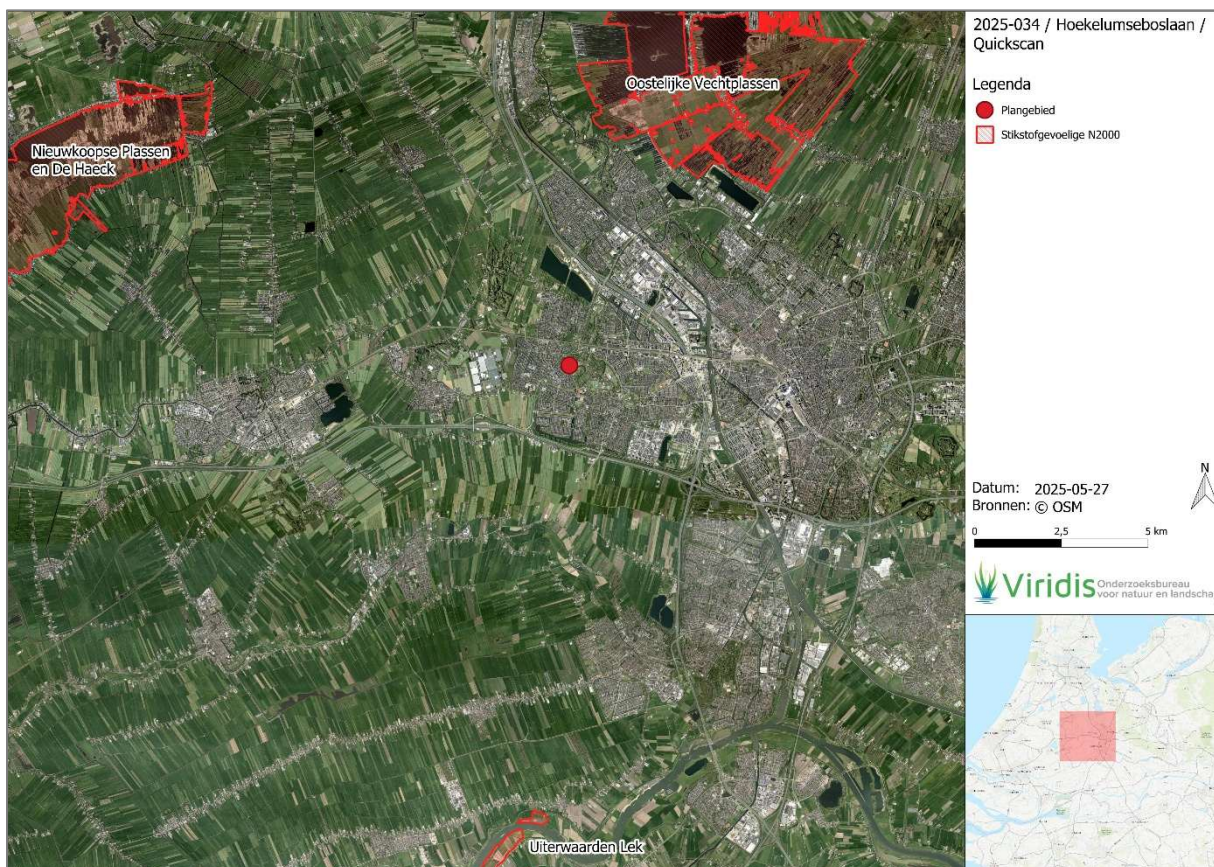 2025-034 / Hoekelumseboslaan /
Quickscan
Legenda
Plangebied
Stikstofgevoelige N2000
Oostelijke Vechtplassen
Nieuwkoopse Plassen
en De Haeck
Uiterwaarden Lek
Datum: 2025-05-27
Bronnen: © OSM
N
0 2,5 5 km
Viridis
Onderzoeksbureau
voor natuur en landscha